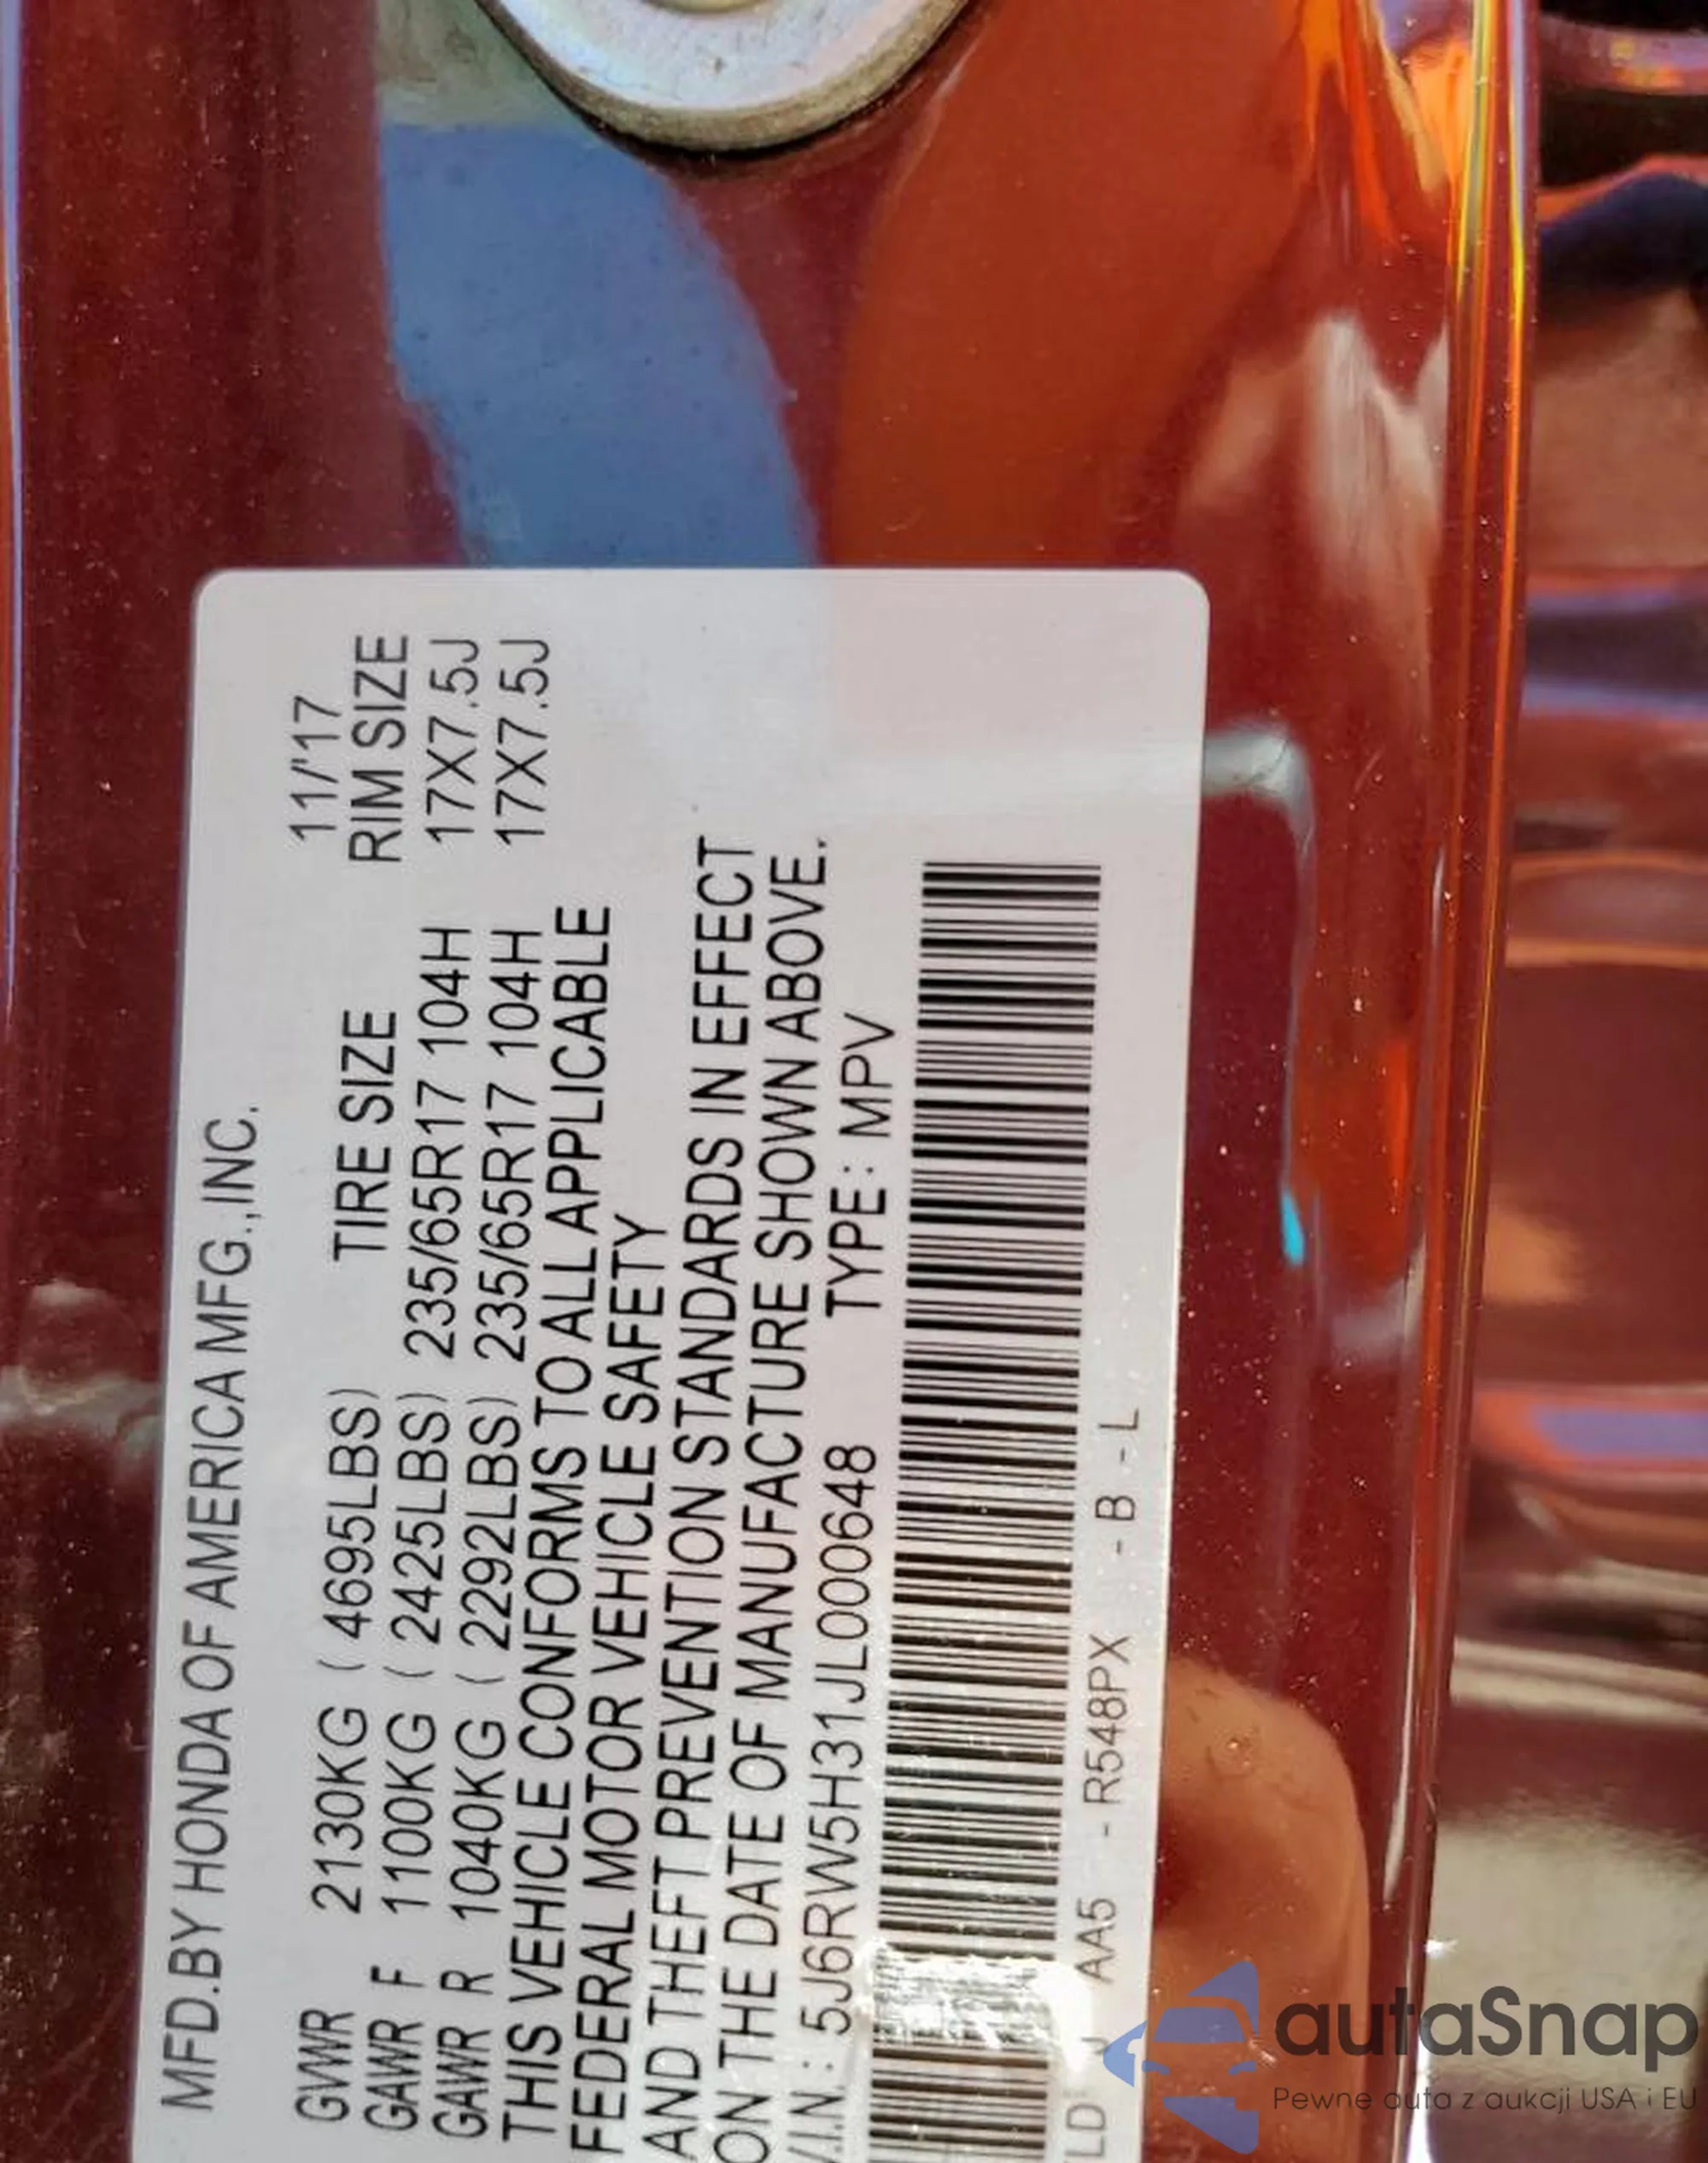 MFD.BY HONDA OF AMERICA MFG.,INC.
11/'17
TIRE SIZE RIM SIZE
GVWR 2130KG ( 4695LBS)
GAWR F 1100KG ( 2425LBS) 235/65R17 104H 17X7.5J
GAWR R 1040KG ( 2292LBS) 235/65R17 104H 17X7.5J
THIS VEHICLE CONFORMS TO ALL APPLICABLE
FEDERAL MOTOR VEHICLE SAFETY
AND THEFT PREVENTION STANDARDS IN EFFECT
ON THE DATE OF MANUFACTURE SHOWN ABOVE.
V.I.N.: 5J6RW5H31JL000648 TYPE: MPV
AA5 - R548PX - B - L
autaSnap
Pewne auta z aukcji USA i EU